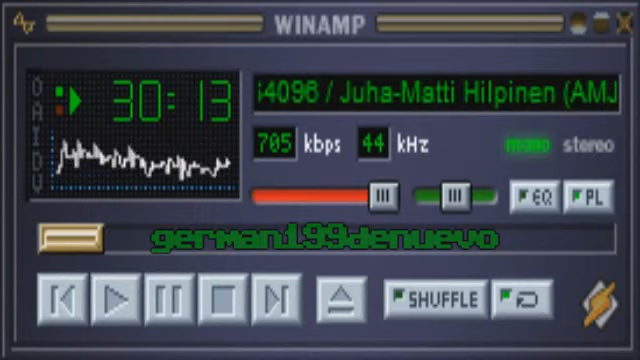 WINAMP
O A I D V
30:13
i4096 / Juha-Matti Hilpinen (AMJ
705 kbps 44 kHz mono stereo
EQ PL
german199denuevo
SHUFFLE